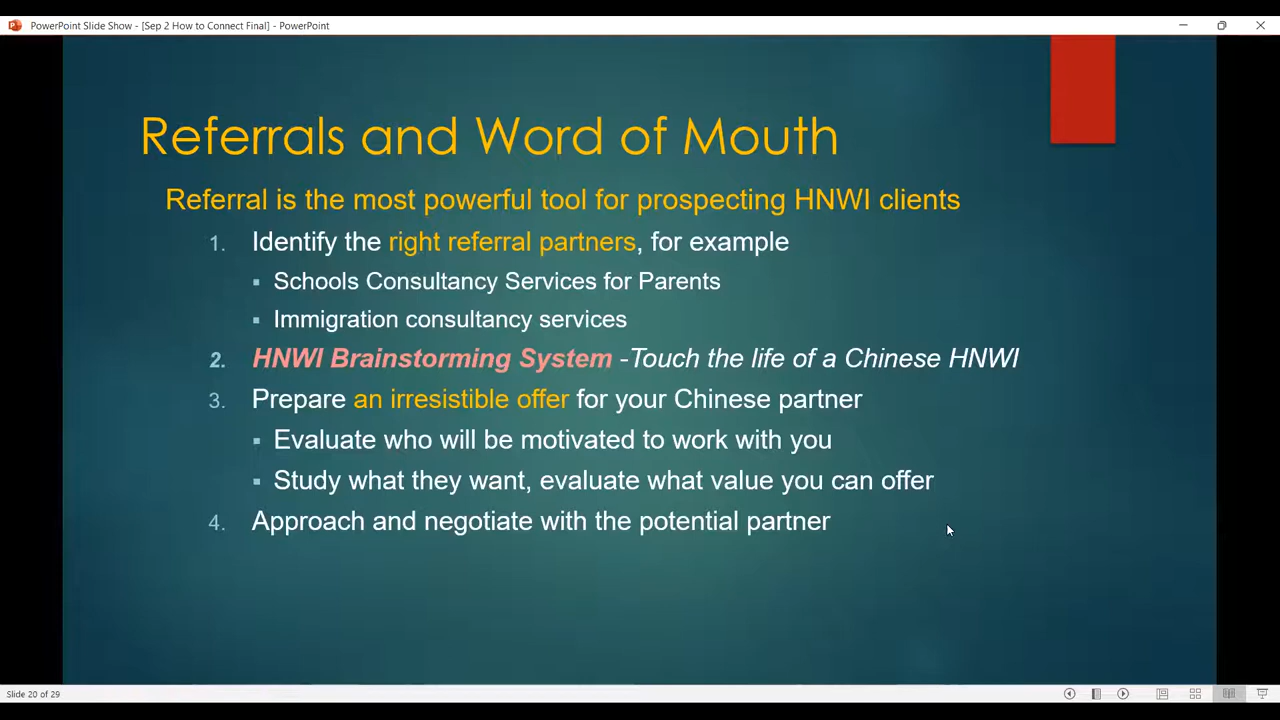 PowerPoint Slide Show - [Sep 2 How to Connect Final] - PowerPoint
Referrals and Word of Mouth
Referral is the most powerful tool for prospecting HNWI clients
1. Identify the right referral partners, for example
▪ Schools Consultancy Services for Parents
▪ Immigration consultancy services
2. HNWI Brainstorming System -Touch the life of a Chinese HNWI
3. Prepare an irresistible offer for your Chinese partner
▪ Evaluate who will be motivated to work with you
▪ Study what they want, evaluate what value you can offer
4. Approach and negotiate with the potential partner
Slide 20 of 29